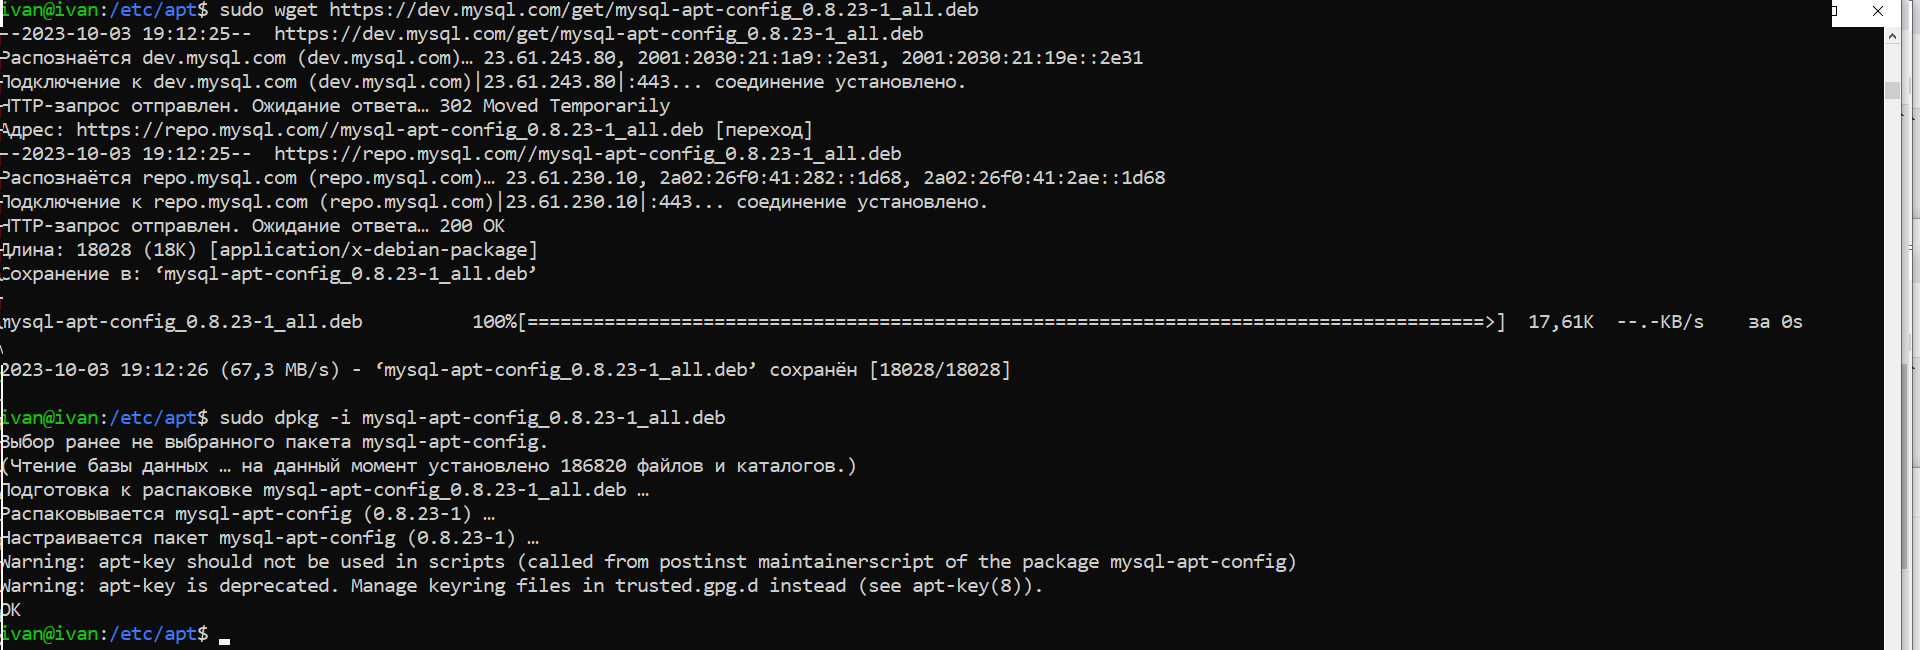 ivan@ivan:/etc/apt$ sudo wget https://dev.mysql.com/get/mysql-apt-config_0.8.23-1_all.deb
--2023-10-03 19:12:25--  https://dev.mysql.com/get/mysql-apt-config_0.8.23-1_all.deb
Распознаётся dev.mysql.com (dev.mysql.com)… 23.61.243.80, 2001:2030:21:1a9::2e31, 2001:2030:21:19e::2e31
Подключение к dev.mysql.com (dev.mysql.com)|23.61.243.80|:443... соединение установлено.
HTTP-запрос отправлен. Ожидание ответа… 302 Moved Temporarily
Адрес: https://repo.mysql.com//mysql-apt-config_0.8.23-1_all.deb [переход]
--2023-10-03 19:12:25--  https://repo.mysql.com//mysql-apt-config_0.8.23-1_all.deb
Распознаётся repo.mysql.com (repo.mysql.com)… 23.61.230.10, 2a02:26f0:41:282::1d68, 2a02:26f0:41:2ae::1d68
Подключение к repo.mysql.com (repo.mysql.com)|23.61.230.10|:443... соединение установлено.
HTTP-запрос отправлен. Ожидание ответа… 200 OK
Длина: 18028 (18K) [application/x-debian-package]
Сохранение в: ‘mysql-apt-config_0.8.23-1_all.deb’
mysql-apt-config_0.8.23-1_all.deb          100%[=======================================================================================>]  17,61K  --.-KB/s    за 0s
2023-10-03 19:12:26 (67,3 MB/s) - ‘mysql-apt-config_0.8.23-1_all.deb’ сохранён [18028/18028]
ivan@ivan:/etc/apt$ sudo dpkg -i mysql-apt-config_0.8.23-1_all.deb
Выбор ранее не выбранного пакета mysql-apt-config.
(Чтение базы данных … на данный момент установлено 186820 файлов и каталогов.)
Подготовка к распаковке mysql-apt-config_0.8.23-1_all.deb …
Распаковывается mysql-apt-config (0.8.23-1) …
Настраивается пакет mysql-apt-config (0.8.23-1) …
Warning: apt-key should not be used in scripts (called from postinst maintainerscript of the package mysql-apt-config)
Warning: apt-key is deprecated. Manage keyring files in trusted.gpg.d instead (see apt-key(8)).
OK
ivan@ivan:/etc/apt$